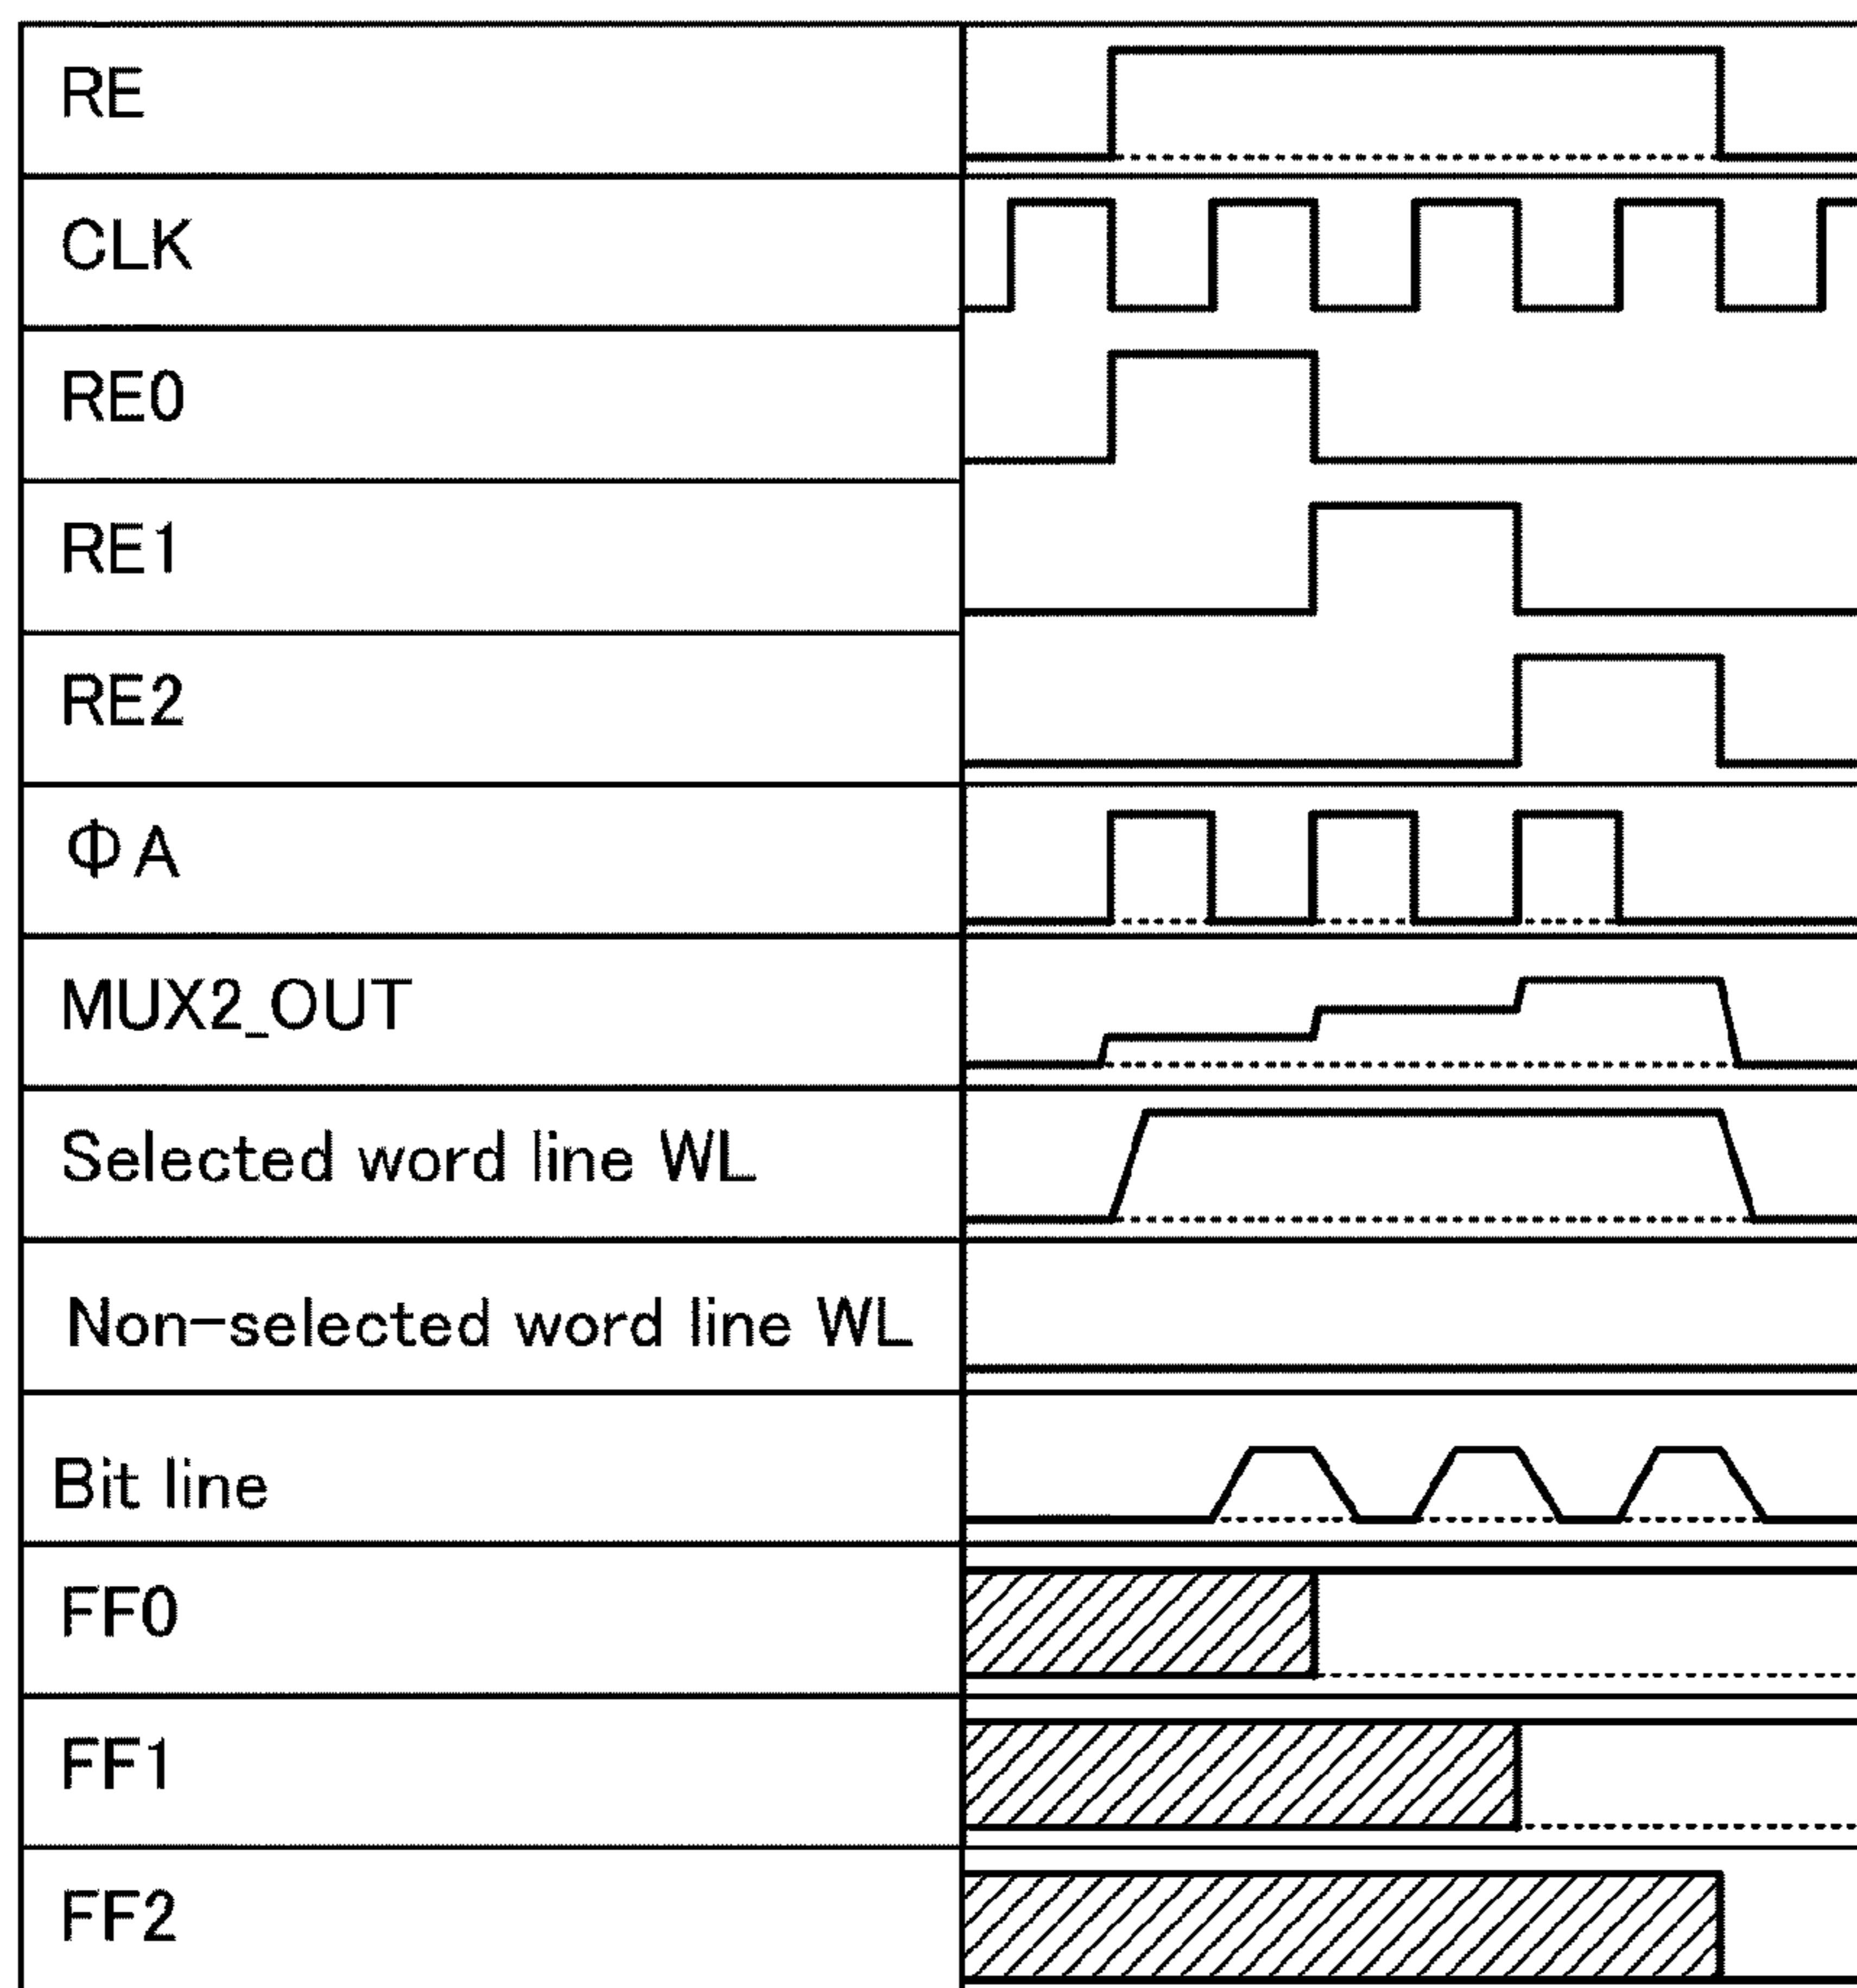 RE
CLK
RE0
RE1
RE2
ΦA
MUX2_OUT
Selected word line WL
Non-selected word line WL
Bit line
FF0
FF1
FF2